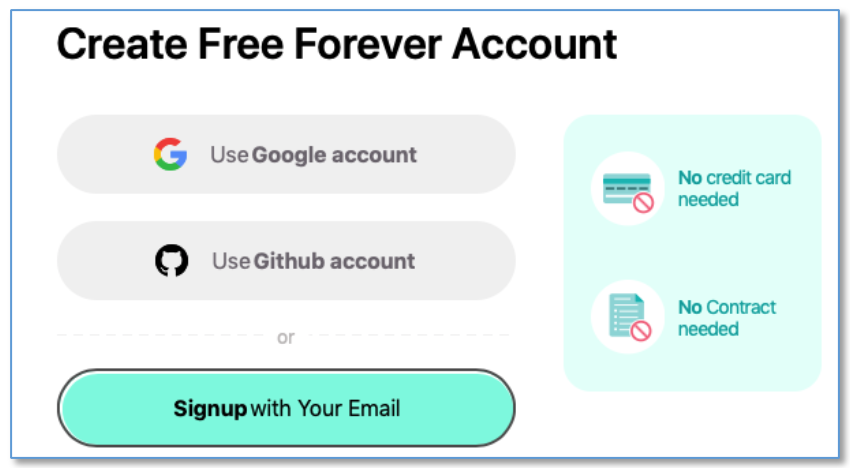 Create Free Forever Account
Use Google account
Use Github account
or
Signup with Your Email
No credit card
needed
No Contract
needed